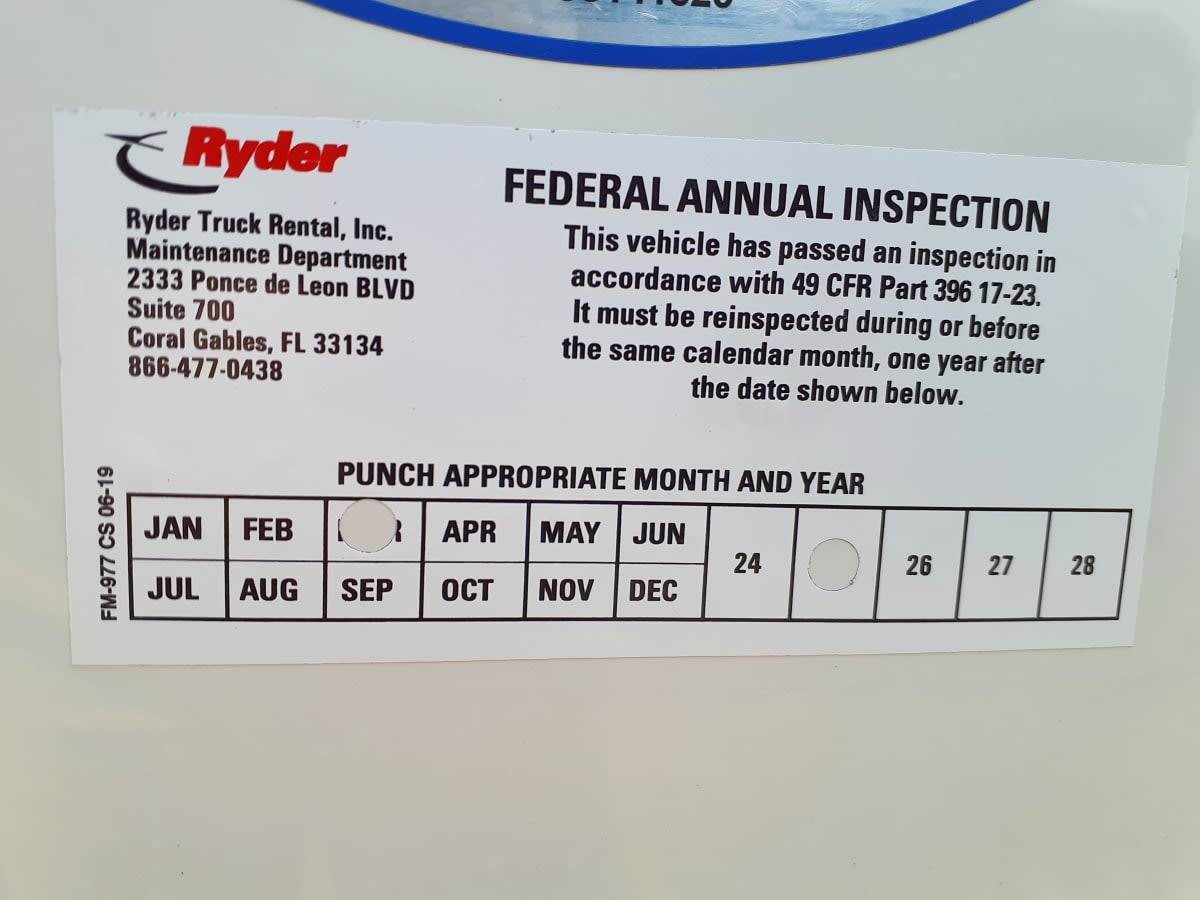 Ryder
Ryder Truck Rental, Inc.
Maintenance Department
2333 Ponce de Leon BLVD
Suite 700
Coral Gables, FL 33134
866-477-0438
FEDERAL ANNUAL INSPECTION
This vehicle has passed an inspection in
accordance with 49 CFR Part 396 17-23.
It must be reinspected during or before
the same calendar month, one year after
the date shown below.
PUNCH APPROPRIATE MONTH AND YEAR
FM-977 CS 06-19
JAN FEB APR MAY JUN
JUL AUG SEP OCT NOV DEC
24 26 27 28